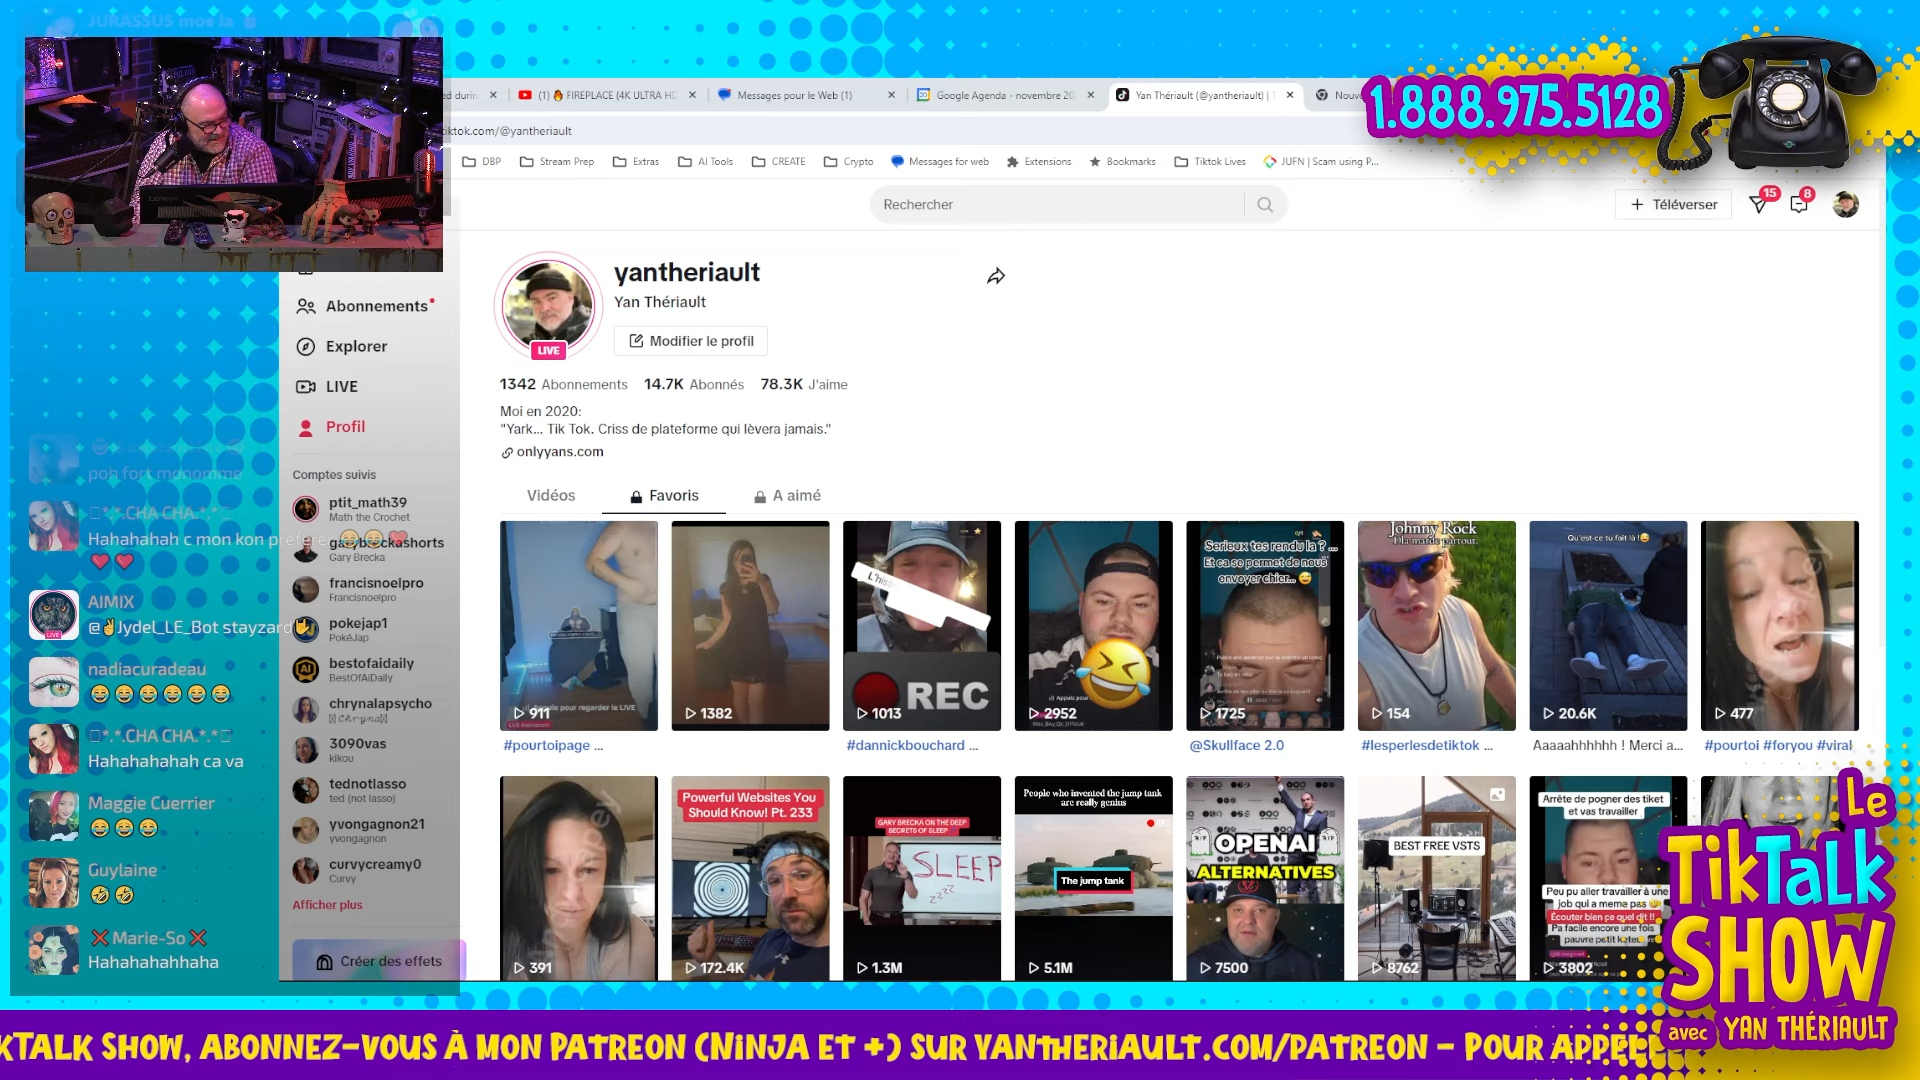 JURASSUS moe la
(1) 🔥 FIREPLACE (4K ULTRA HD
Messages pour le Web (1)
Google Agenda - novembre 20
Yan Thériault (@yantheriault) | T
1.888.975.5128
tiktok.com/@yantheriault
DBP
Stream Prep
Extras
AI Tools
CREATE
Crypto
Messages for web
Extensions
Bookmarks
Tiktok Lives
JUFN | Scam using P...
Rechercher
Téléverser
15
8
yantheriault
Yan Thériault
Modifier le profil
LIVE
1342 Abonnements 14.7K Abonnés 78.3K J'aime
Moi en 2020:
"Yark... Tik Tok. Criss de plateforme qui lèvera jamais."
onlyyans.com
Vidéos
Favoris
A aimé
Abonnements
Explorer
LIVE
Profil
Comptes suivis
ptit_math39
Math the Crochet
Gary Brecka
francisnoelpro
Francisnoelpro
pokejap1
PokéJap
bestofaidaily
BestOfAiDaily
chrynalapsycho
3090vas
kikou
tednotlasso
ted (not lasso)
yvongagnon21
yvongagnon
curvycreamy0
Curvy
Afficher plus
Créer des effets
poh fort monomme
*.*.CHA CHA.*.*
Hahahahah c mon kon prefere 😂😂❤️
❤️❤️
AIMIX
@✌JydeL_LE_Bot stayzard🖐
nadiacuradeau
😂😂😂😂😂😂
*.*.CHA CHA.*.*
Hahahahahah ca va
Maggie Cuerrier
😂😂😂
Guylaine
🤣🤣
❌Marie-So❌
Hahahahahhaha
911
#pourtoipage ...
1382
REC
1013
#dannickbouchard ...
2952
Serieux tes rendu la ? ...
Et ca se permet de nous
envoyer chier... 😅
1725
@Skullface 2.0
Johnny Rock
D'la marde partout.
154
#lesperlesdetiktok ...
Qu'est-ce tu fait là !😅
20.6K
Aaaaahhhhhh ! Merci a...
477
#pourtoi #foryou #viral
391
Powerful Websites You
Should Know! Pt. 233
172.4K
GARY BRECKA ON THE DEEP
SECRETS OF SLEEP
SLEEP
zzzz
1.3M
People who invented the jump tank
are really genius
The jump tank
5.1M
OPENAI
ALTERNATIVES
7500
BEST FREE VSTS
8762
Arrête de pogner des tiket
et vas travailler
Peu pu aller travailler à une
job qui a meme pas 🤣
Écouter bien ce quel dit !!
Pa facile encore une fois
3802
Le
TikTalk
SHOW
avec YAN THÉRIAULT
KTALK SHOW, ABONNEZ-VOUS À MON PATREON (NINJA ET +) SUR YANTHERIAULT.COM/PATREON - POUR APPEL